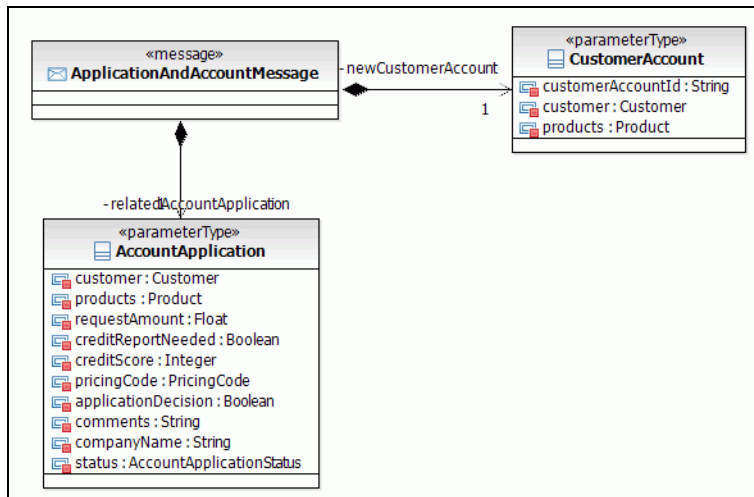 «message»
ApplicationAndAccountMessage
-newCustomerAccount
1
«parameterType»
CustomerAccount
customerAccountId : String
customer : Customer
products : Product
-relatedAccountApplication
1
«parameterType»
AccountApplication
customer : Customer
products : Product
requestAmount : Float
creditReportNeeded : Boolean
creditScore : Integer
pricingCode : PricingCode
applicationDecision : Boolean
comments : String
companyName : String
status : AccountApplicationStatus